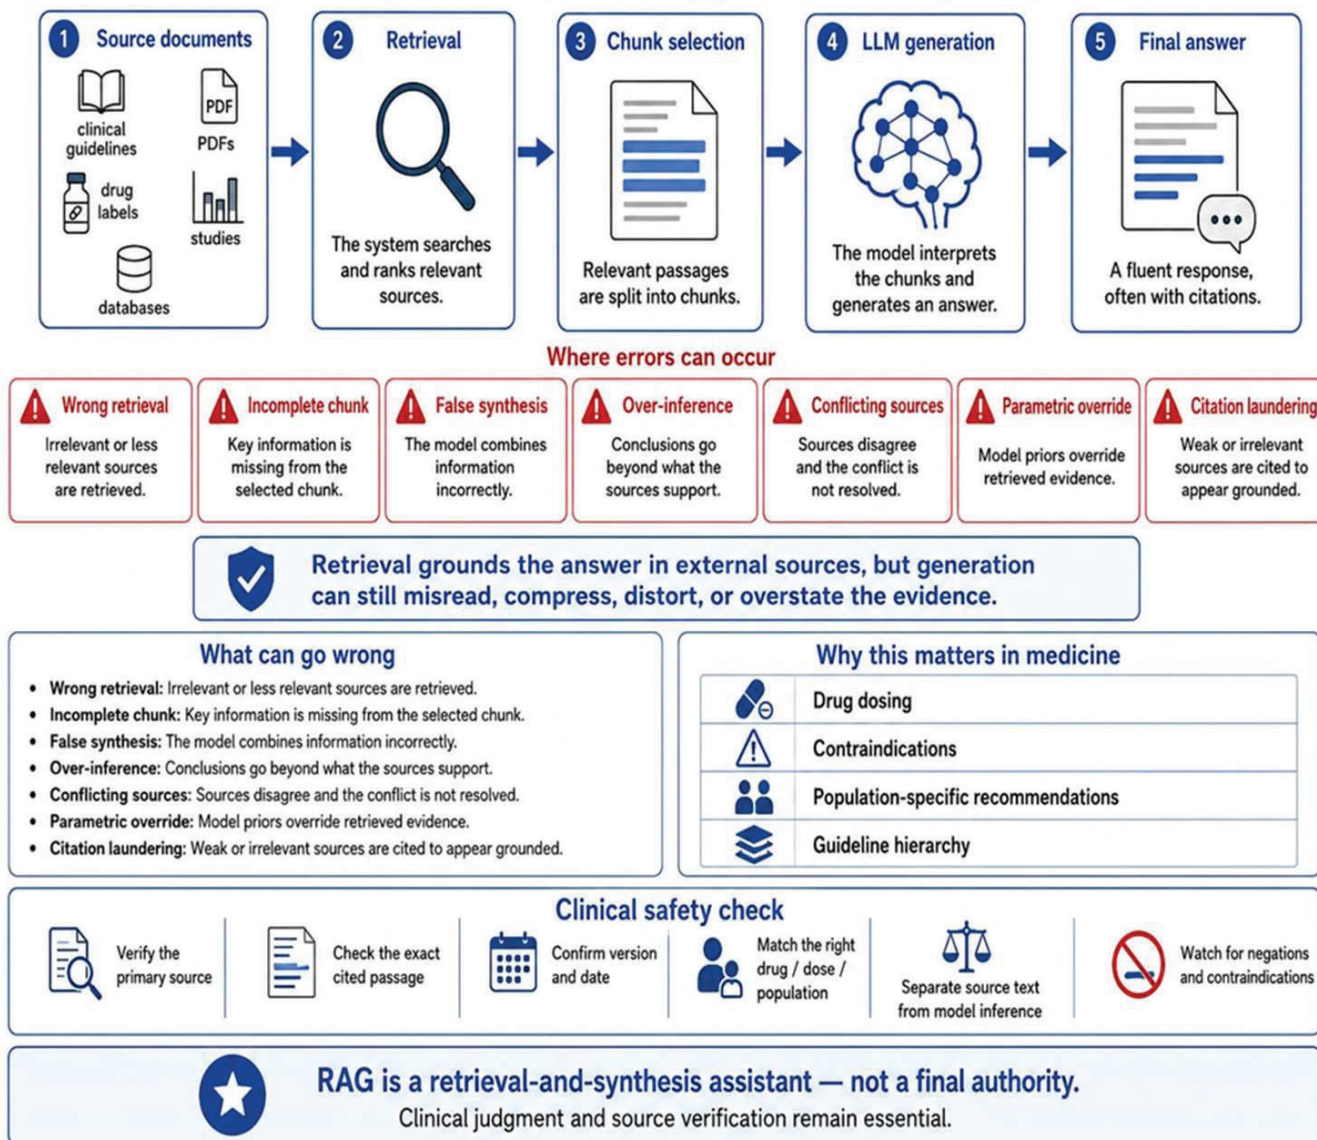 1 Source documents
clinical
guidelines
PDF
PDFs
drug
labels
studies
databases
2 Retrieval
The system searches
and ranks relevant
sources.
3 Chunk selection
Relevant passages
are split into chunks.
4 LLM generation
The model interprets
the chunks and
generates an answer.
5 Final answer
A fluent response,
often with citations.
Where errors can occur
Wrong retrieval
Irrelevant or less
relevant sources
are retrieved.
Incomplete chunk
Key information is
missing from the
selected chunk.
False synthesis
The model combines
information
incorrectly.
Over-inference
Conclusions go
beyond what the
sources support.
Conflicting sources
Sources disagree
and the conflict is
not resolved.
Parametric override
Model priors override
retrieved evidence.
Citation laundering
Weak or irrelevant
sources are cited to
appear grounded.
Retrieval grounds the answer in external sources, but generation
can still misread, compress, distort, or overstate the evidence.
What can go wrong
• Wrong retrieval: Irrelevant or less relevant sources are retrieved.
• Incomplete chunk: Key information is missing from the selected chunk.
• False synthesis: The model combines information incorrectly.
• Over-inference: Conclusions go beyond what the sources support.
• Conflicting sources: Sources disagree and the conflict is not resolved.
• Parametric override: Model priors override retrieved evidence.
• Citation laundering: Weak or irrelevant sources are cited to appear grounded.
Why this matters in medicine
Drug dosing
Contraindications
Population-specific recommendations
Guideline hierarchy
Clinical safety check
Verify the
primary source
Check the exact
cited passage
Confirm version
and date
Match the right
drug / dose /
population
Separate source text
from model inference
Watch for negations
and contraindications
RAG is a retrieval-and-synthesis assistant — not a final authority.
Clinical judgment and source verification remain essential.